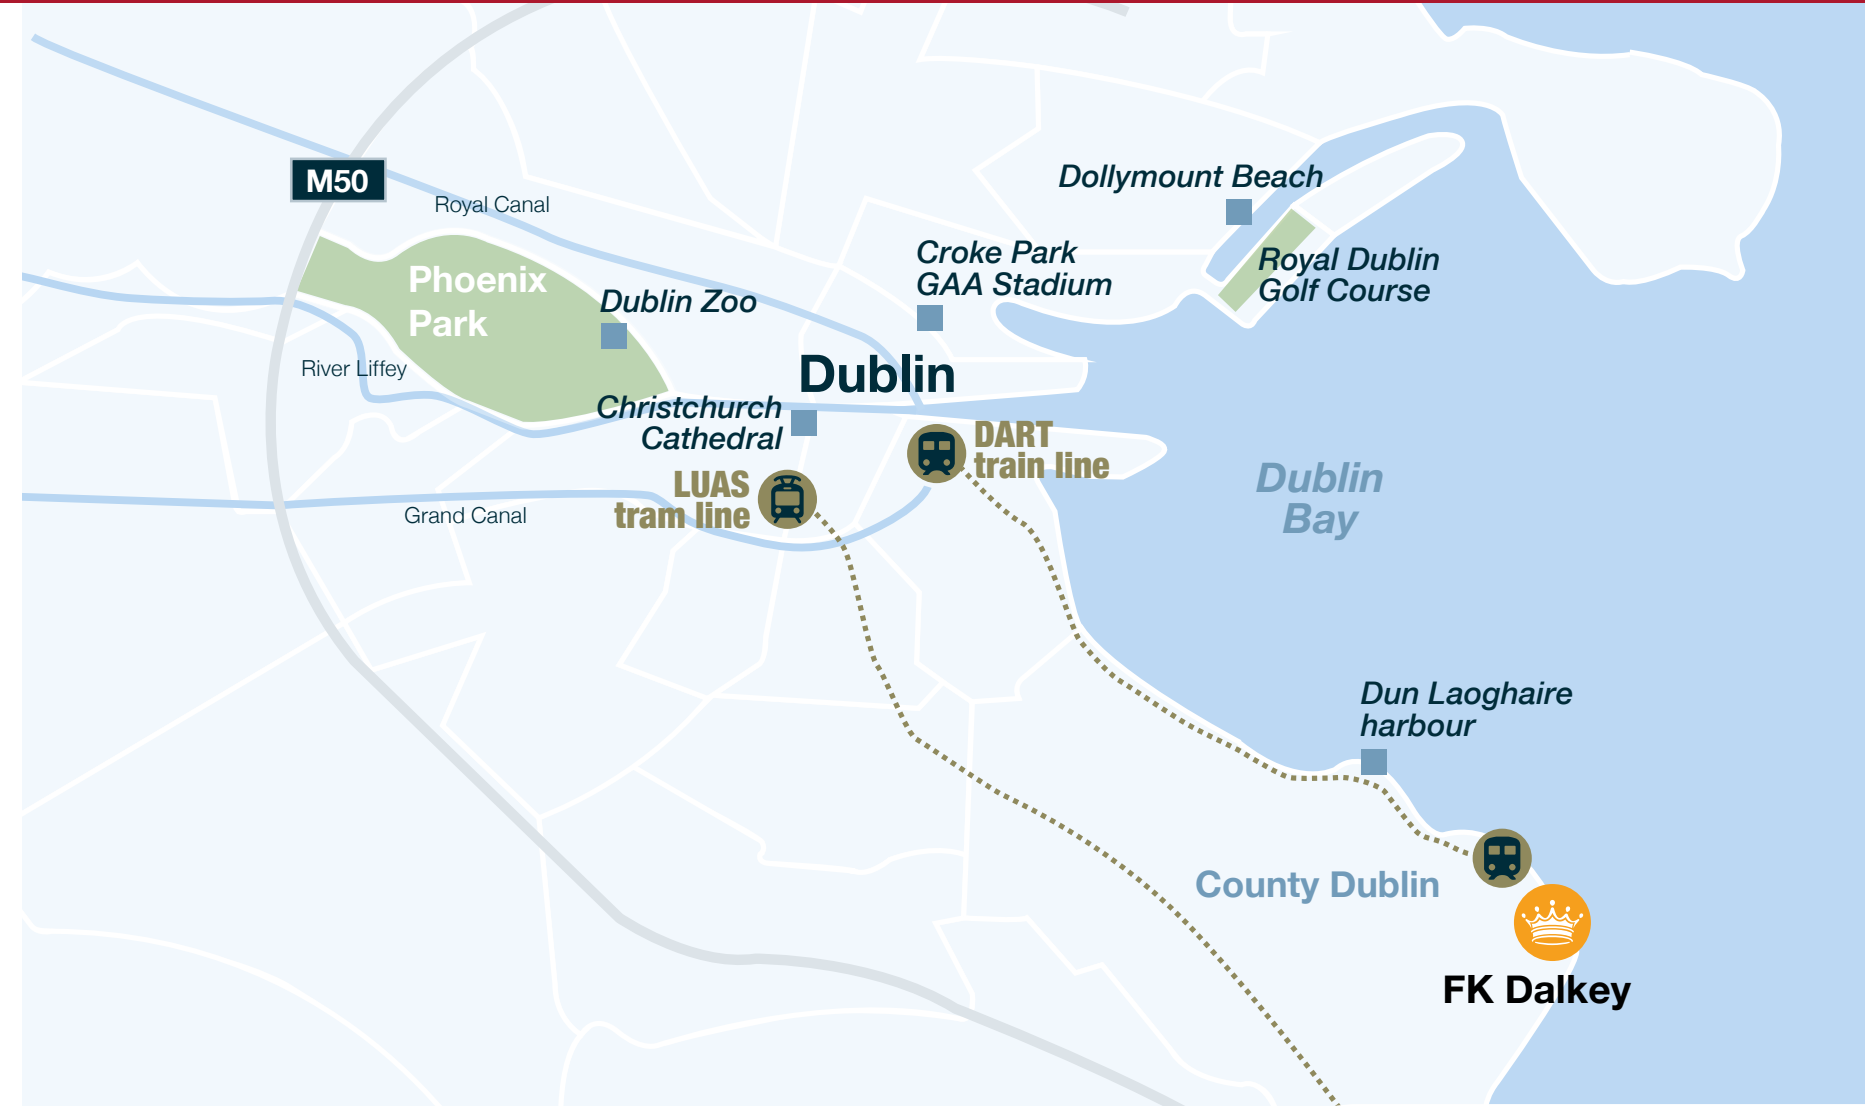 M50
Royal Canal
Dollymount Beach
Croke Park
GAA Stadium
Royal Dublin
Golf Course
Phoenix
Park
Dublin Zoo
River Liffey
Dublin
Christchurch
Cathedral
DART
train line
LUAS
tram line
Grand Canal
Dublin
Bay
Dun Laoghaire
harbour
County Dublin
FK Dalkey